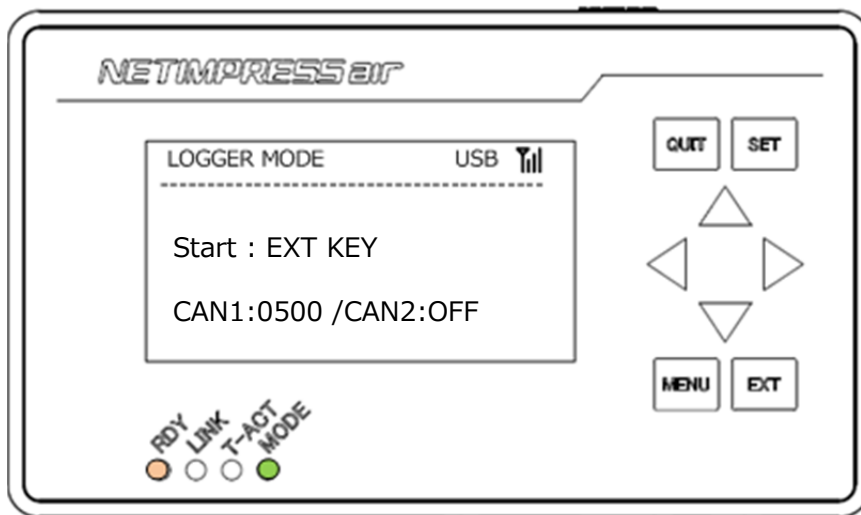 NETIMPRESS air
LOGGER MODE USB
Start : EXT KEY
CAN1:0500 /CAN2:OFF
QUIT SET
MENU EXT
RDY LINK T-ACT MODE